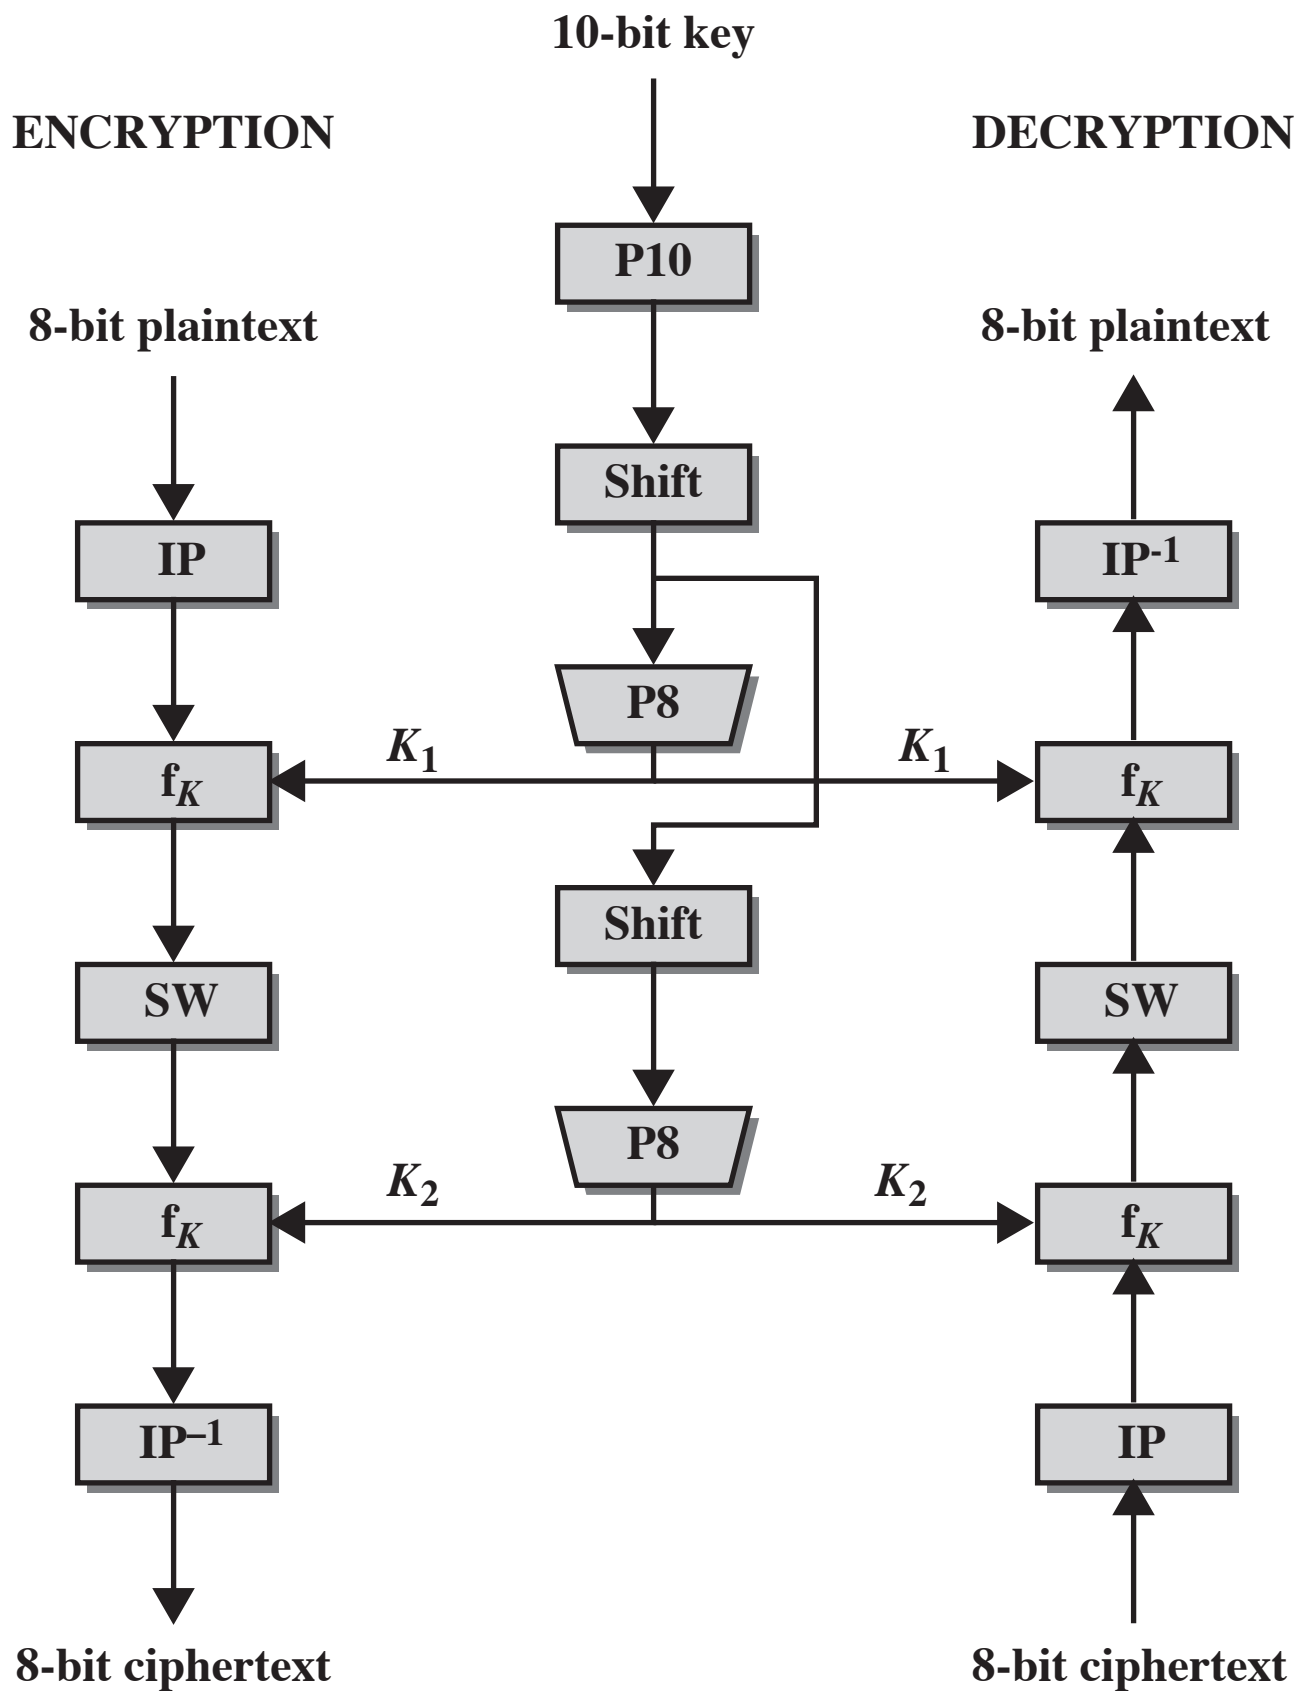 10-bit key
ENCRYPTION
DECRYPTION
P10
8-bit plaintext
8-bit plaintext
Shift
IP
IP-1
P8
K1
K1
fK
fK
Shift
SW
SW
P8
K2
K2
fK
fK
IP–1
IP
8-bit ciphertext
8-bit ciphertext